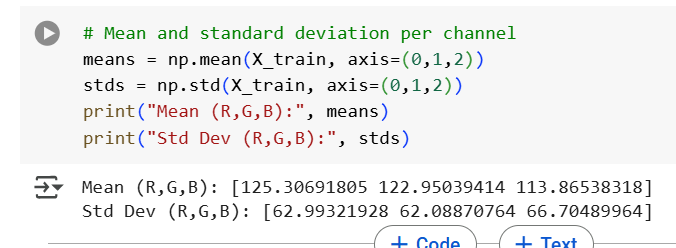 # Mean and standard deviation per channel
means = np.mean(X_train, axis=(0,1,2))
stds = np.std(X_train, axis=(0,1,2))
print("Mean (R,G,B):", means)
print("Std Dev (R,G,B):", stds)
Mean (R,G,B): [125.30691805 122.95039414 113.86538318]
Std Dev (R,G,B): [62.99321928 62.08870764 66.70489964]
+ Code + Text